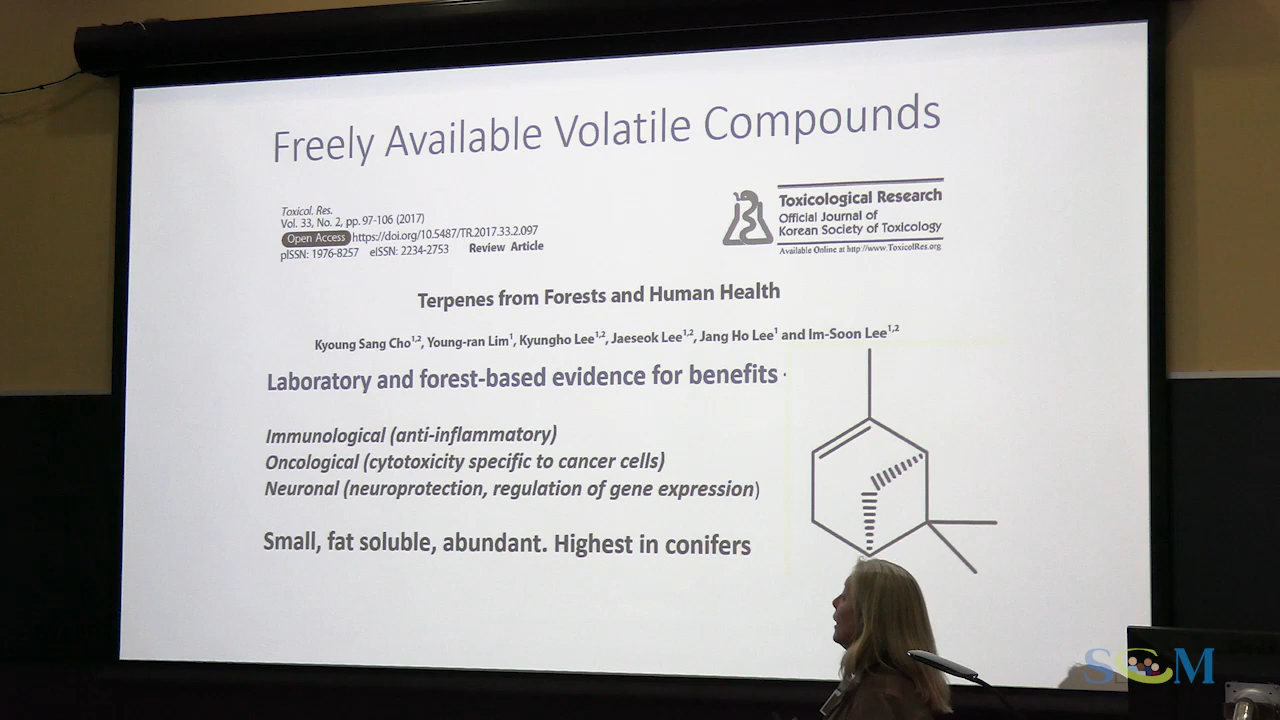 Freely Available Volatile Compounds
Toxicol. Res.
Vol. 33, No. 2, pp. 97-106 (2017)
Open Access https://doi.org/10.5487/TR.2017.33.2.097
pISSN: 1976-8257 eISSN: 2234-2753 Review Article
Toxicological Research
Official Journal of
Korean Society of Toxicology
Available Online at http://www.ToxicolRes.org
Terpenes from Forests and Human Health
Kyoung Sang Cho1,2, Young-ran Lim1, Kyungho Lee1,2, Jaeseok Lee1,2, Jang Ho Lee1 and Im-Soon Lee1,2
Laboratory and forest-based evidence for benefits
Immunological (anti-inflammatory)
Oncological (cytotoxicity specific to cancer cells)
Neuronal (neuroprotection, regulation of gene expression)
Small, fat soluble, abundant. Highest in conifers
SCM